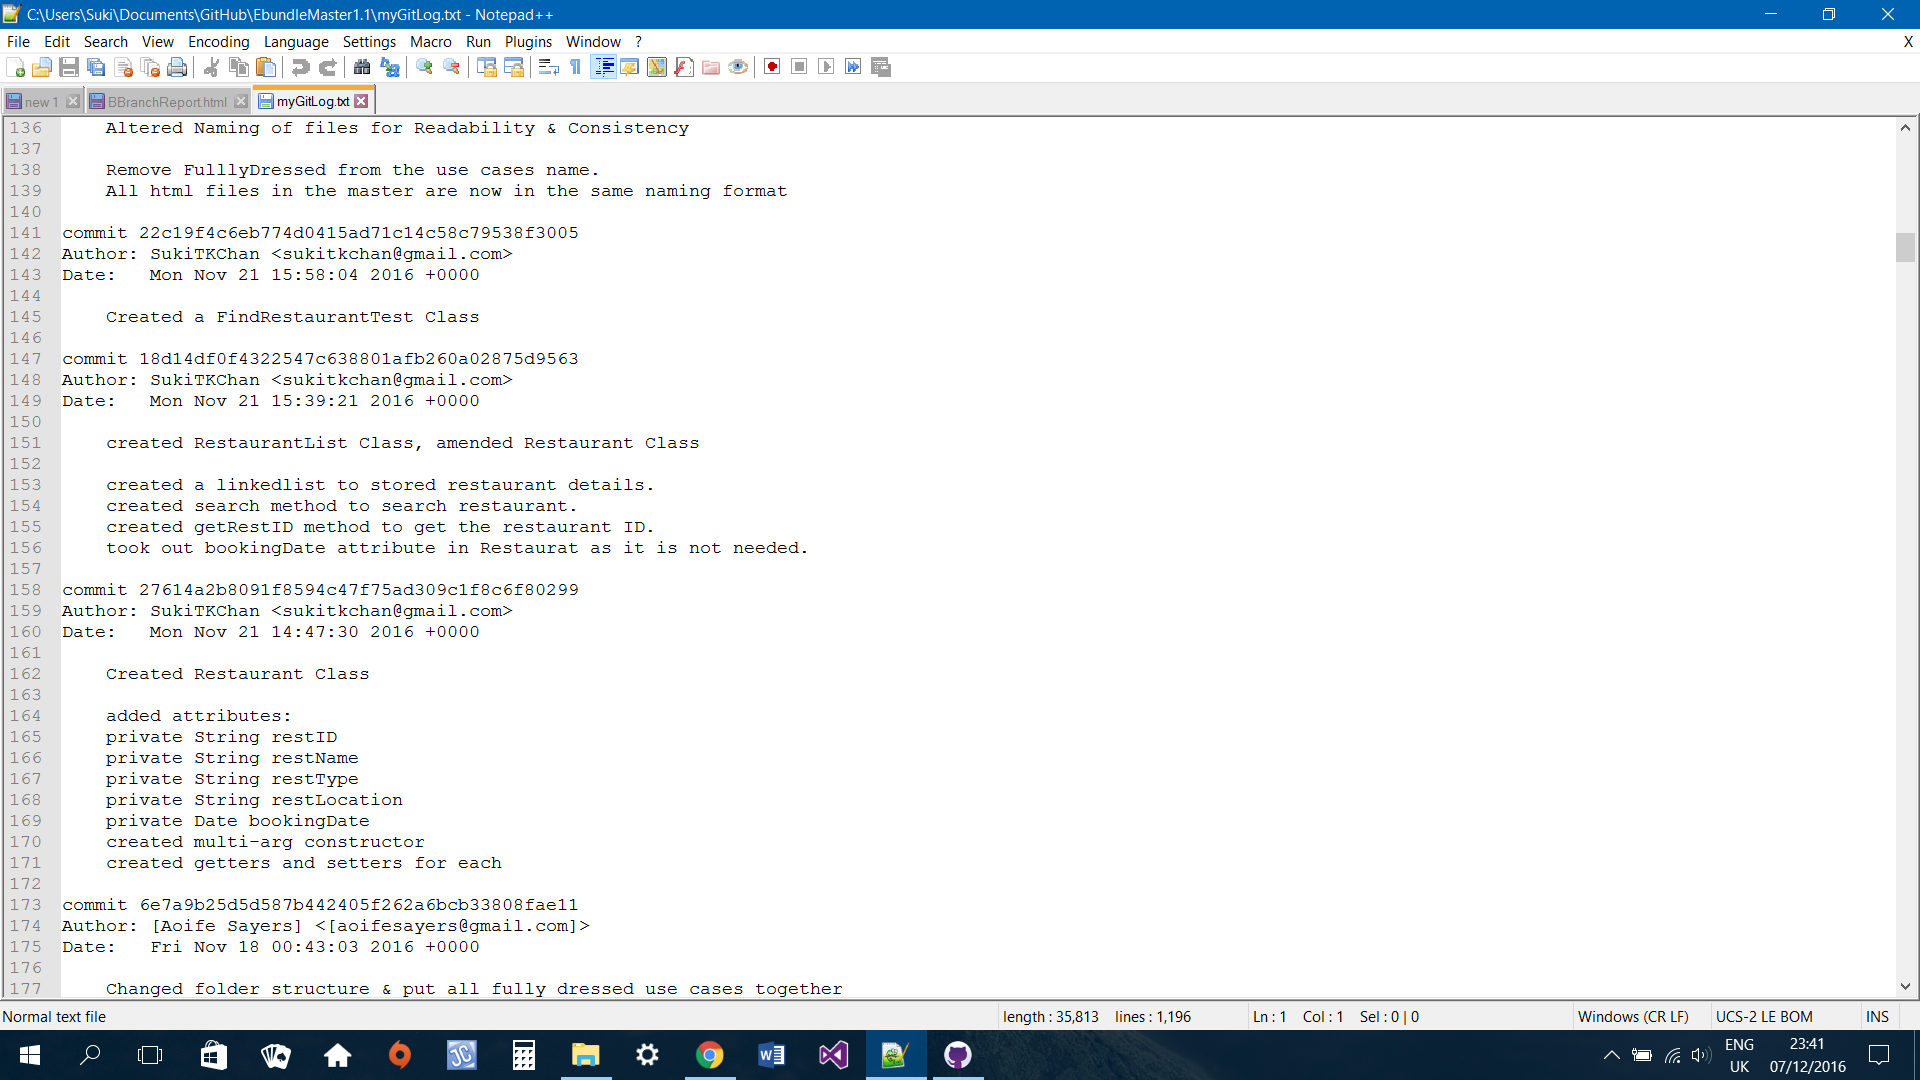 C:\Users\Suki\Documents\GitHub\EbundleMaster1.1\myGitLog.txt - Notepad++
File Edit Search View Encoding Language Settings Macro Run Plugins Window ? X
new 1 BBranchReport.html myGitLog.txt
136 Altered Naming of files for Readability & Consistency
137
138 Remove FulllyDressed from the use cases name.
139 All html files in the master are now in the same naming format
140
141 commit 22c19f4c6eb774d0415ad71c14c58c79538f3005
142 Author: SukiTKChan <sukitkchan@gmail.com>
143 Date:   Mon Nov 21 15:58:04 2016 +0000
144
145 Created a FindRestaurantTest Class
146
147 commit 18d14df0f4322547c638801afb260a02875d9563
148 Author: SukiTKChan <sukitkchan@gmail.com>
149 Date:   Mon Nov 21 15:39:21 2016 +0000
150
151 created RestaurantList Class, amended Restaurant Class
152
153 created a linkedlist to stored restaurant details.
154 created search method to search restaurant.
155 created getRestID method to get the restaurant ID.
156 took out bookingDate attribute in Restaurat as it is not needed.
157
158 commit 27614a2b8091f8594c47f75ad309c1f8c6f80299
159 Author: SukiTKChan <sukitkchan@gmail.com>
160 Date:   Mon Nov 21 14:47:30 2016 +0000
161
162 Created Restaurant Class
163
164 added attributes:
165 private String restID
166 private String restName
167 private String restType
168 private String restLocation
169 private Date bookingDate
170 created multi-arg constructor
171 created getters and setters for each
172
173 commit 6e7a9b25d5d587b442405f262a6bcb33808fae11
174 Author: [Aoife Sayers] <[aoifesayers@gmail.com]>
175 Date:   Fri Nov 18 00:43:03 2016 +0000
176
177 Changed folder structure & put all fully dressed use cases together
Normal text file length : 35,813 lines : 1,196 Ln : 1 Col : 1 Sel : 0 | 0 Windows (CR LF) UCS-2 LE BOM INS
ENG 23:41
UK 07/12/2016